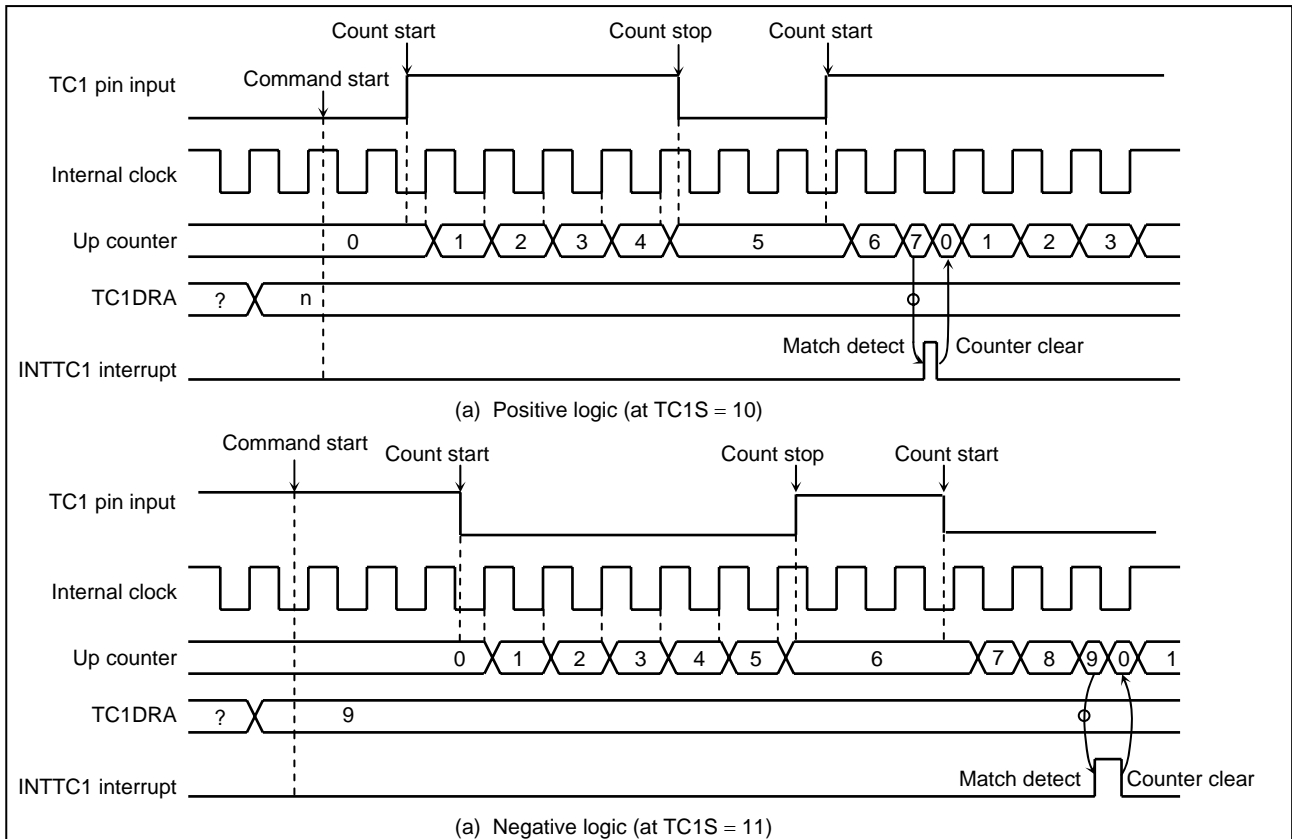 Count start Count stop Count start
Command start
TC1 pin input
Internal clock
Up counter 0 1 2 3 4 5 6 7 0 1 2 3
TC1DRA ? n
Match detect Counter clear
INTTC1 interrupt
(a) Positive logic (at TC1S = 10)
Command start
Count start Count stop Count start
TC1 pin input
Internal clock
Up counter 0 1 2 3 4 5 6 7 8 9 0 1
TC1DRA ? 9
INTTC1 interrupt Match detect Counter clear
(a) Negative logic (at TC1S = 11)